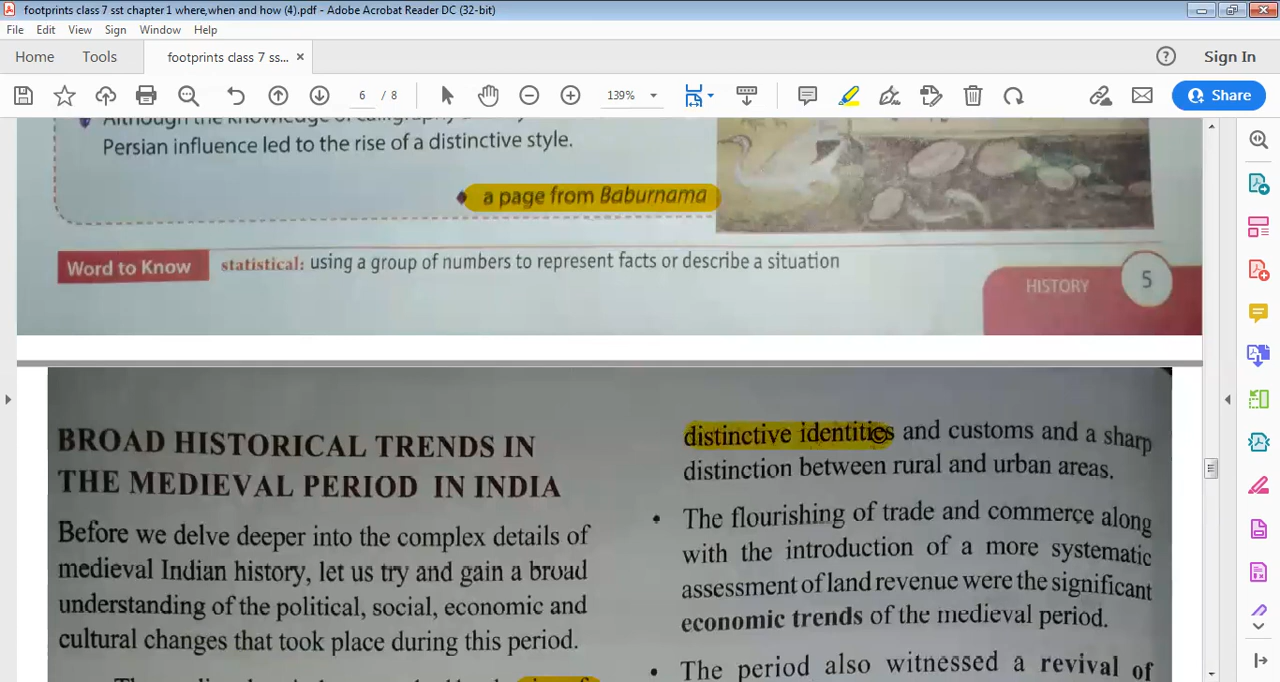 footprints class 7 sst chapter 1 where,when and how (4).pdf - Adobe Acrobat Reader DC (32-bit)
File Edit View Sign Window Help
Home Tools footprints class 7 ss... × Sign In
6 / 8 139% Share
Although the knowledge of calligraphy
Persian influence led to the rise of a distinctive style.
a page from Baburnama
Word to Know statistical: using a group of numbers to represent facts or describe a situation
HISTORY 5
BROAD HISTORICAL TRENDS IN
THE MEDIEVAL PERIOD IN INDIA
Before we delve deeper into the complex details of
medieval Indian history, let us try and gain a broad
understanding of the political, social, economic and
cultural changes that took place during this period.
distinctive identities and customs and a sharp
distinction between rural and urban areas.
• The flourishing of trade and commerce along
with the introduction of a more systematic
assessment of land revenue were the significant
economic trends of the medieval period.
• The period also witnessed a revival of